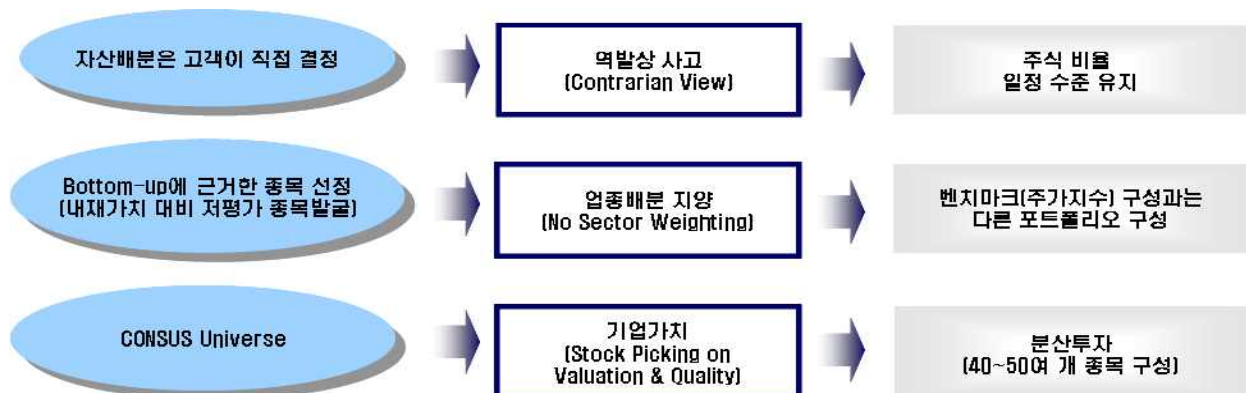 자산배분은 고객이 직접 결정
역발상 사고
(Contrarian View)
주식 비율
일정 수준 유지
Bottom-up에 근거한 종목 선정
(내재가치 대비 저평가 종목발굴)
업종배분 지양
(No Sector Weighting)
벤치마크(주가지수) 구성과는
다른 포트폴리오 구성
CONSUS Universe
기업가치
(Stock Picking on
Valuation & Quality)
분산투자
(40~50여 개 종목 구성)